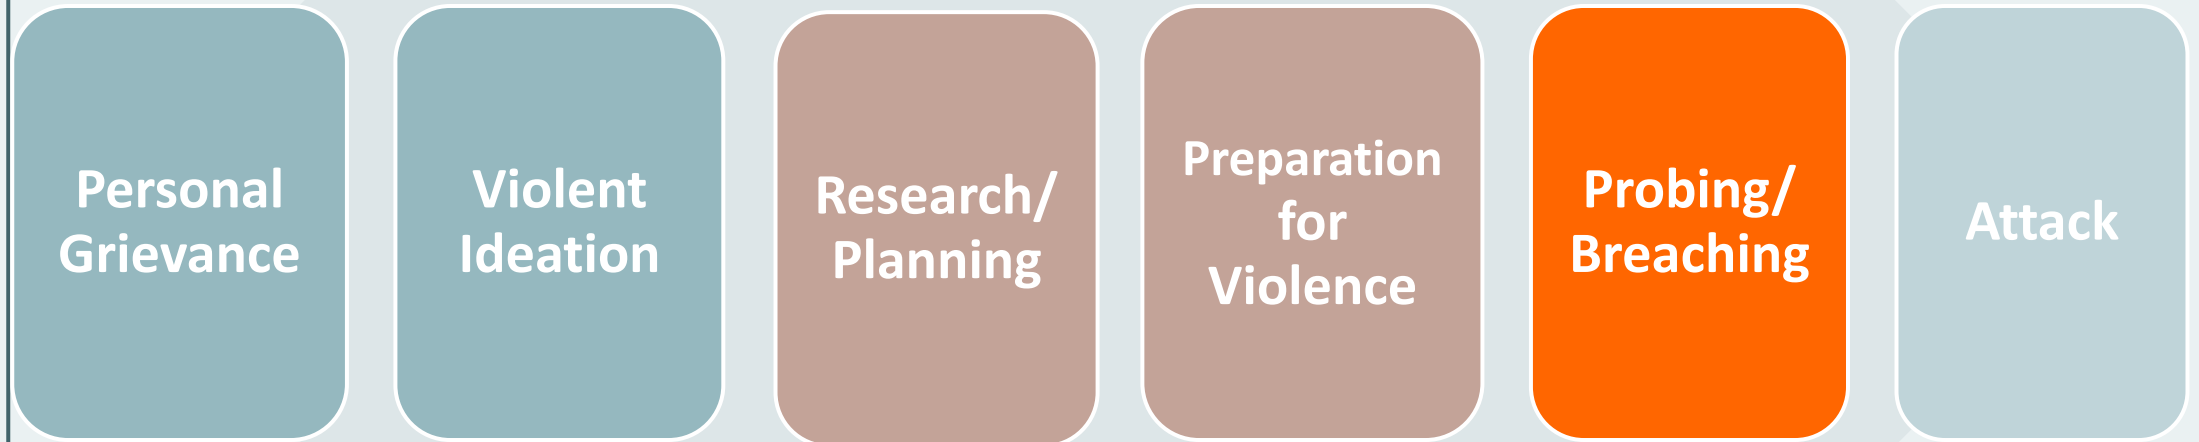 Personal
Grievance
Violent
Ideation
Research/
Planning
Preparation
for
Violence
Probing/
Breaching
Attack